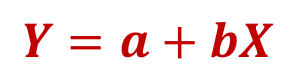 Y = a + bX